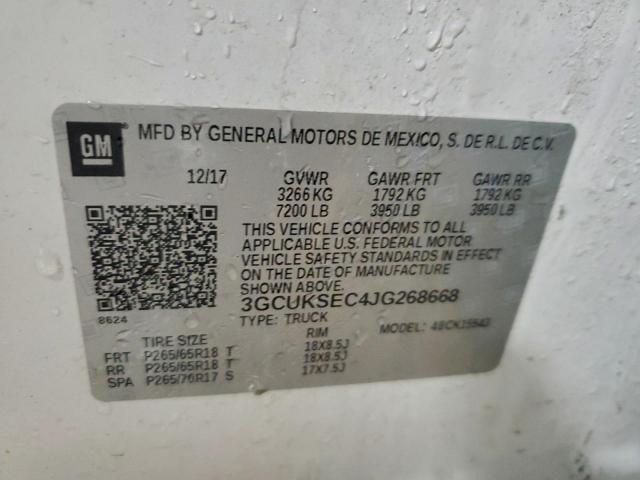 GM MFD BY GENERAL MOTORS DE MEXICO, S. DE R.L. DE C.V.
12/17 GVWR GAWR FRT GAWR RR
3266 KG 1792 KG 1792 KG
7200 LB 3950 LB 3950 LB
THIS VEHICLE CONFORMS TO ALL
APPLICABLE U.S. FEDERAL MOTOR
VEHICLE SAFETY STANDARDS IN EFFECT
ON THE DATE OF MANUFACTURE
SHOWN ABOVE.
8624 3GCUKSEC4JG268668
TYPE: TRUCK MODEL:
TIRE SIZE RIM
FRT P265/65R18 T 18X8.5J
RR P265/65R18 T 18X8.5J
SPA P265/70R17 S 17X7.5J